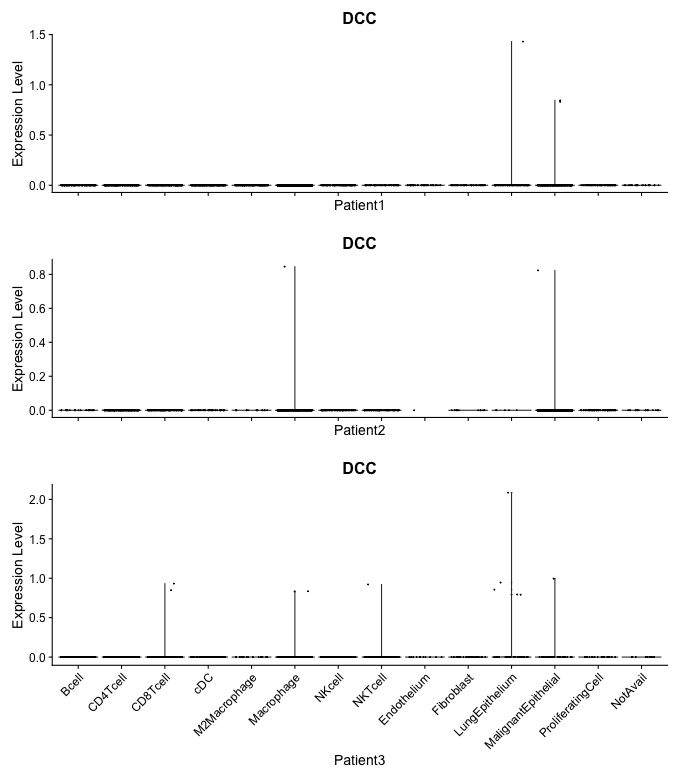 DCC
1.5
1.0
0.5
0.0
Expression Level
Patient1
DCC
0.8
0.6
0.4
0.2
0.0
Expression Level
Patient2
DCC
2.0
1.5
1.0
0.5
0.0
Expression Level
Bcell
CD4Tcell
CD8Tcell
cDC
M2Macrophage
Macrophage
NKcell
NKTcell
Endothelium
Fibroblast
LungEpithelium
MalignantEpithelial
ProliferatingCell
NotAvail
Patient3